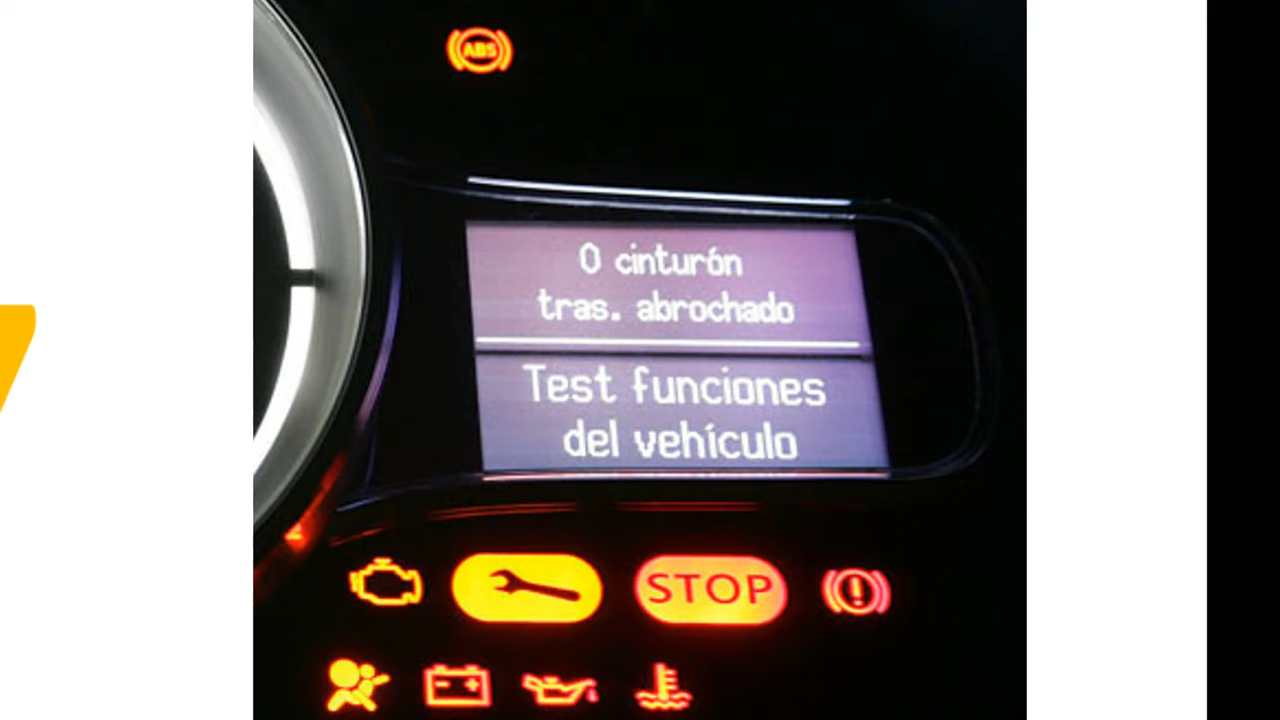 ABS
0 cinturón
tras. abrochado
Test funciones
del vehículo
STOP